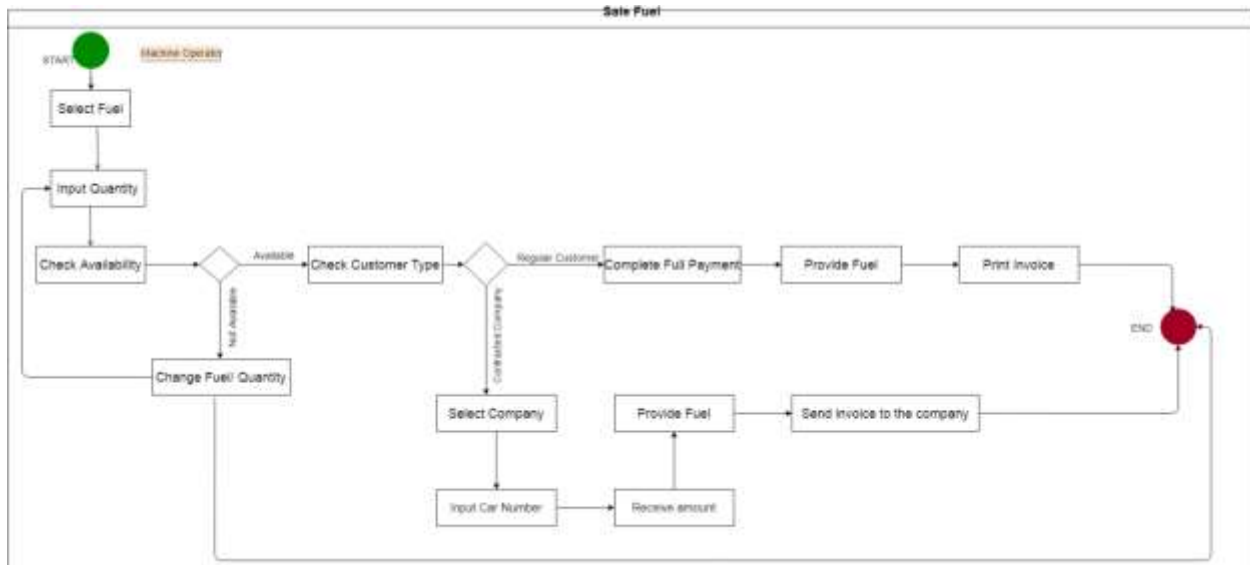 Sale Fuel
START
Machine Operator
Select Fuel
Input Quantity
Check Availability
Available
Check Customer Type
Regular Customer
Complete Full Payment
Provide Fuel
Print Invoice
Not Available
Contracted Company
END
Change Fuel/ Quantity
Select Company
Provide Fuel
Send invoice to the company
Input Car Number
Receive amount